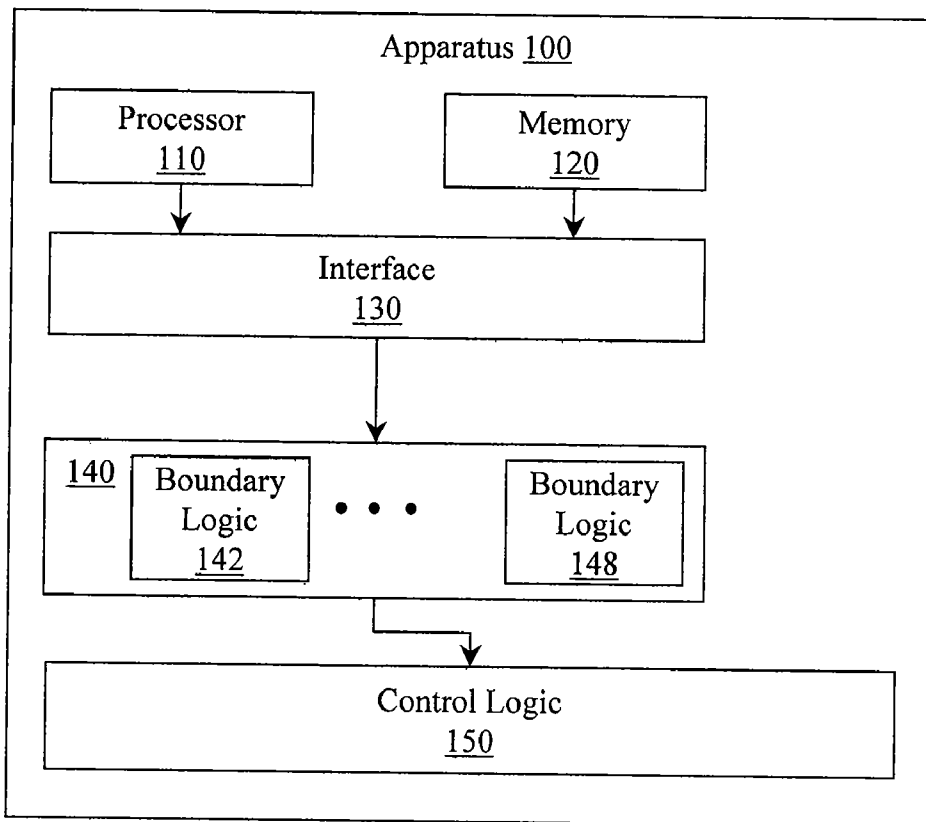 Apparatus 100
Processor
110
Memory
120
Interface
130
140
Boundary
Logic
142
Boundary
Logic
148
Control Logic
150